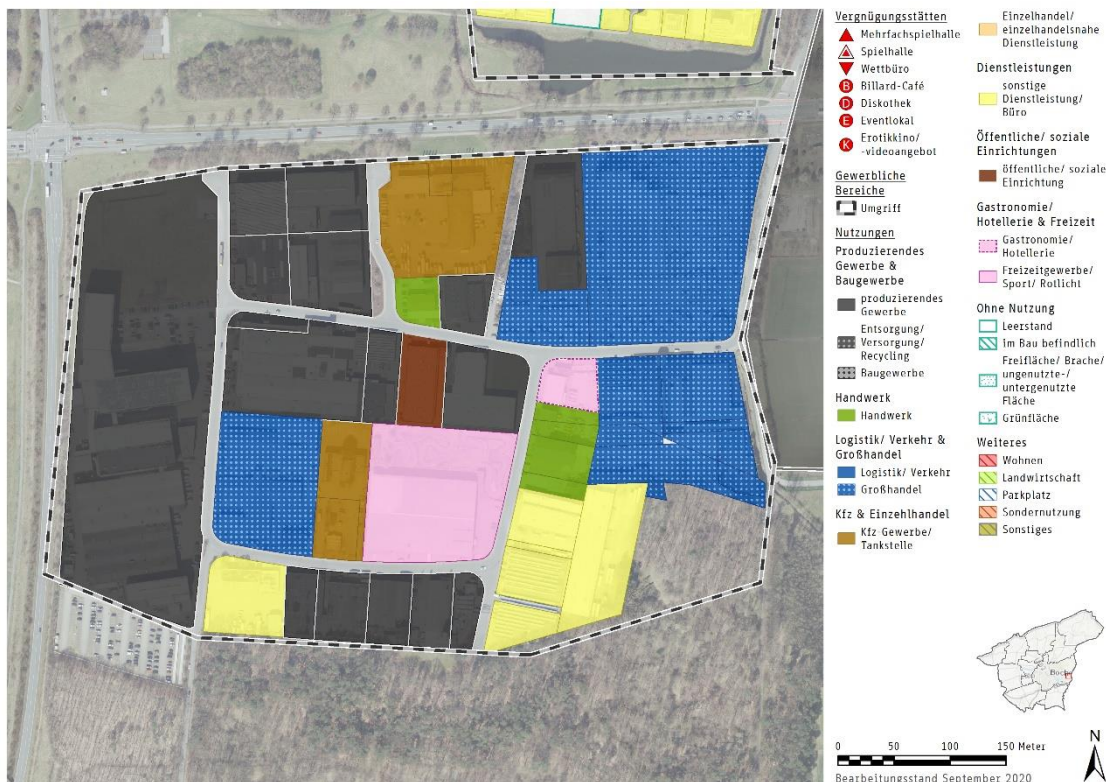 Vergnügungsstätten
Mehrfachspielhalle
Spielhalle
Wettbüro
B Billard-Café
D Diskothek
E Eventlokal
K Erotikkino/
-videoangebot
Gewerbliche
Bereiche
Umgriff
Nutzungen
Produzierendes
Gewerbe &
Baugewerbe
produzierendes
Gewerbe
Entsorgung/
Versorgung/
Recycling
Baugewerbe
Handwerk
Handwerk
Logistik/ Verkehr &
Großhandel
Logistik/ Verkehr
Großhandel
Kfz & Einzelhandel
Kfz-Gewerbe/
Tankstelle
Einzelhandel/
einzelhandelsnahe
Dienstleistung
Dienstleistungen
sonstige
Dienstleistung/
Büro
Öffentliche/ soziale
Einrichtungen
öffentliche/ soziale
Einrichtung
Gastronomie/
Hotellerie & Freizeit
Gastronomie/
Hotellerie
Freizeitgewerbe/
Sport/ Rotlicht
Ohne Nutzung
Leerstand
im Bau befindlich
Freifläche/ Brache/
ungenutzte-/
untergenutzte
Fläche
Grünfläche
Weiteres
Wohnen
Landwirtschaft
Parkplatz
Sondernutzung
Sonstiges
0 50 100 150 Meter
N
Bearbeitungsstand September 2020